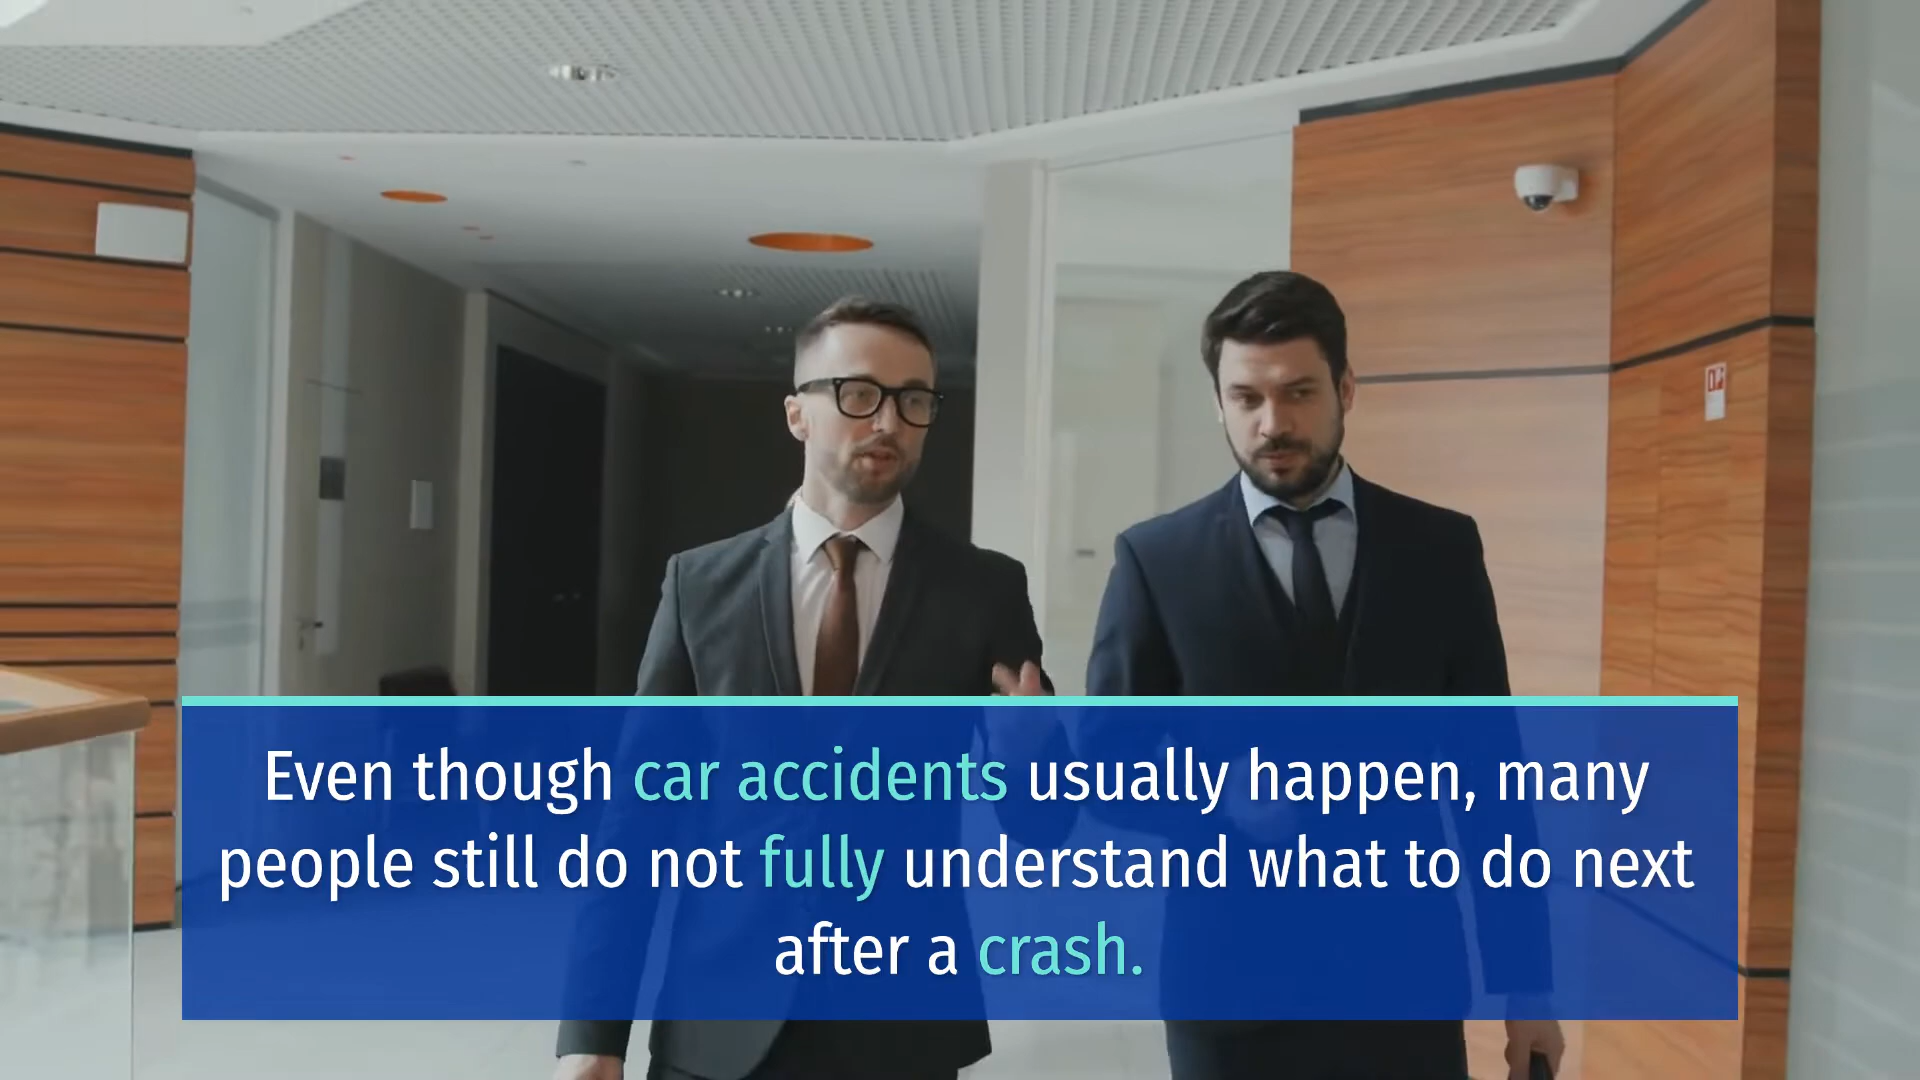 Even though car accidents usually happen, many
people still do not fully understand what to do next
after a crash.